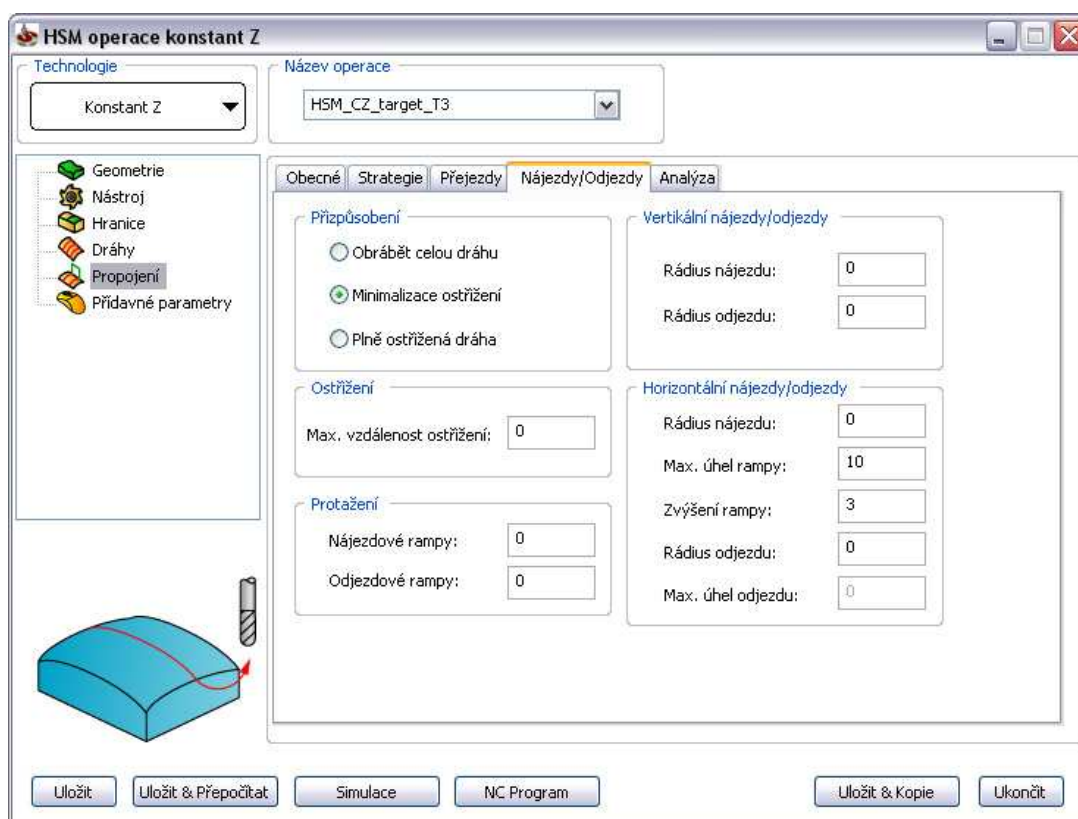 HSM operace konstant Z
Technologie
Konstant Z
Název operace
HSM_CZ_target_T3
Geometrie
Nástroj
Hranice
Dráhy
Propojení
Přídavné parametry
Obecné
Strategie
Přejezdy
Nájezdy/Odjezdy
Analýza
Přizpůsobení
Obrábět celou dráhu
Minimalizace ostřížení
Plně ostřížená dráha
Ostřížení
Max. vzdálenost ostřížení: 0
Protažení
Nájezdové rampy: 0
Odjezdové rampy: 0
Vertikální nájezdy/odjezdy
Rádius nájezdu: 0
Rádius odjezdu: 0
Horizontální nájezdy/odjezdy
Rádius nájezdu: 0
Max. úhel rampy: 10
Zvýšení rampy: 3
Rádius odjezdu: 0
Max. úhel odjezdu: 0
Uložit
Uložit & Přepočítat
Simulace
NC Program
Uložit & Kopie
Ukončit